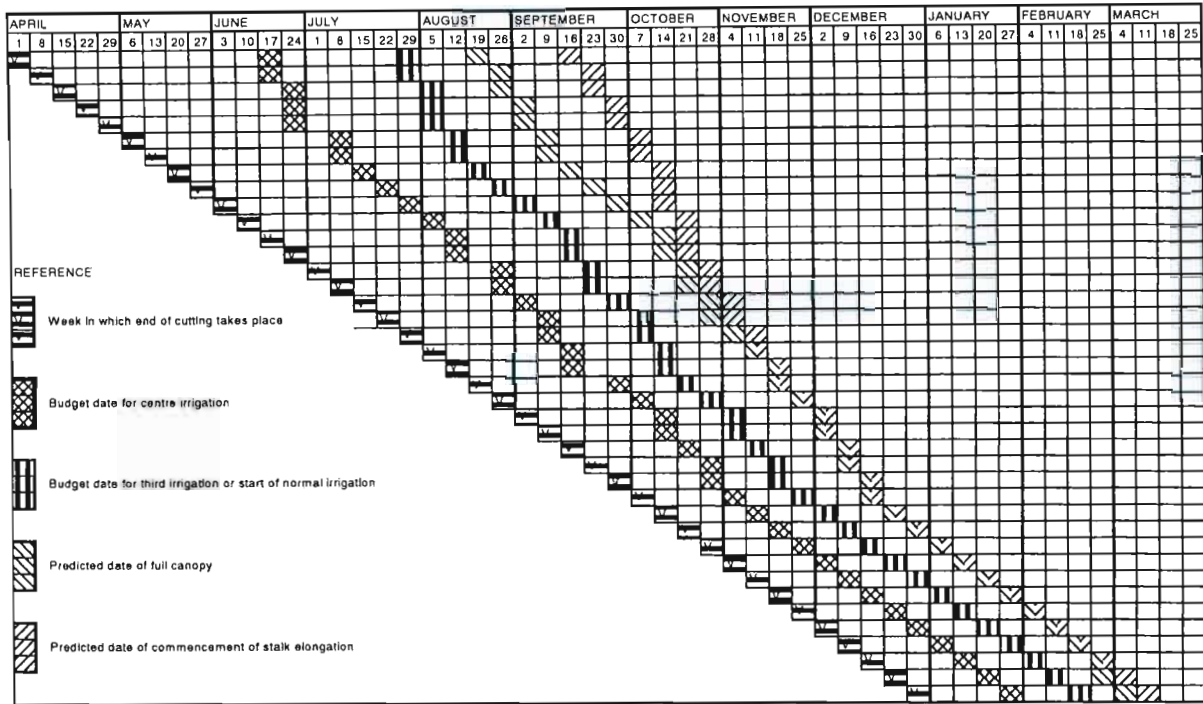 APRIL MAY JUNE JULY AUGUST SEPTEMBER OCTOBER NOVEMBER DECEMBER JANUARY FEBRUARY MARCH
1 8 15 22 29 6 13 20 27 3 10 17 24 1 8 15 22 29 5 12 19 26 2 9 16 23 30 7 14 21 28 4 11 18 25 2 9 16 23 30 6 13 20 27 4 11 18 25 4 11 18 25
REFERENCE
Week in which end of cutting takes place
Budget date for centre irrigation
Budget date for third irrigation or start of normal irrigation
Predicted date of full canopy
Predicted date of commencement of stalk elongation